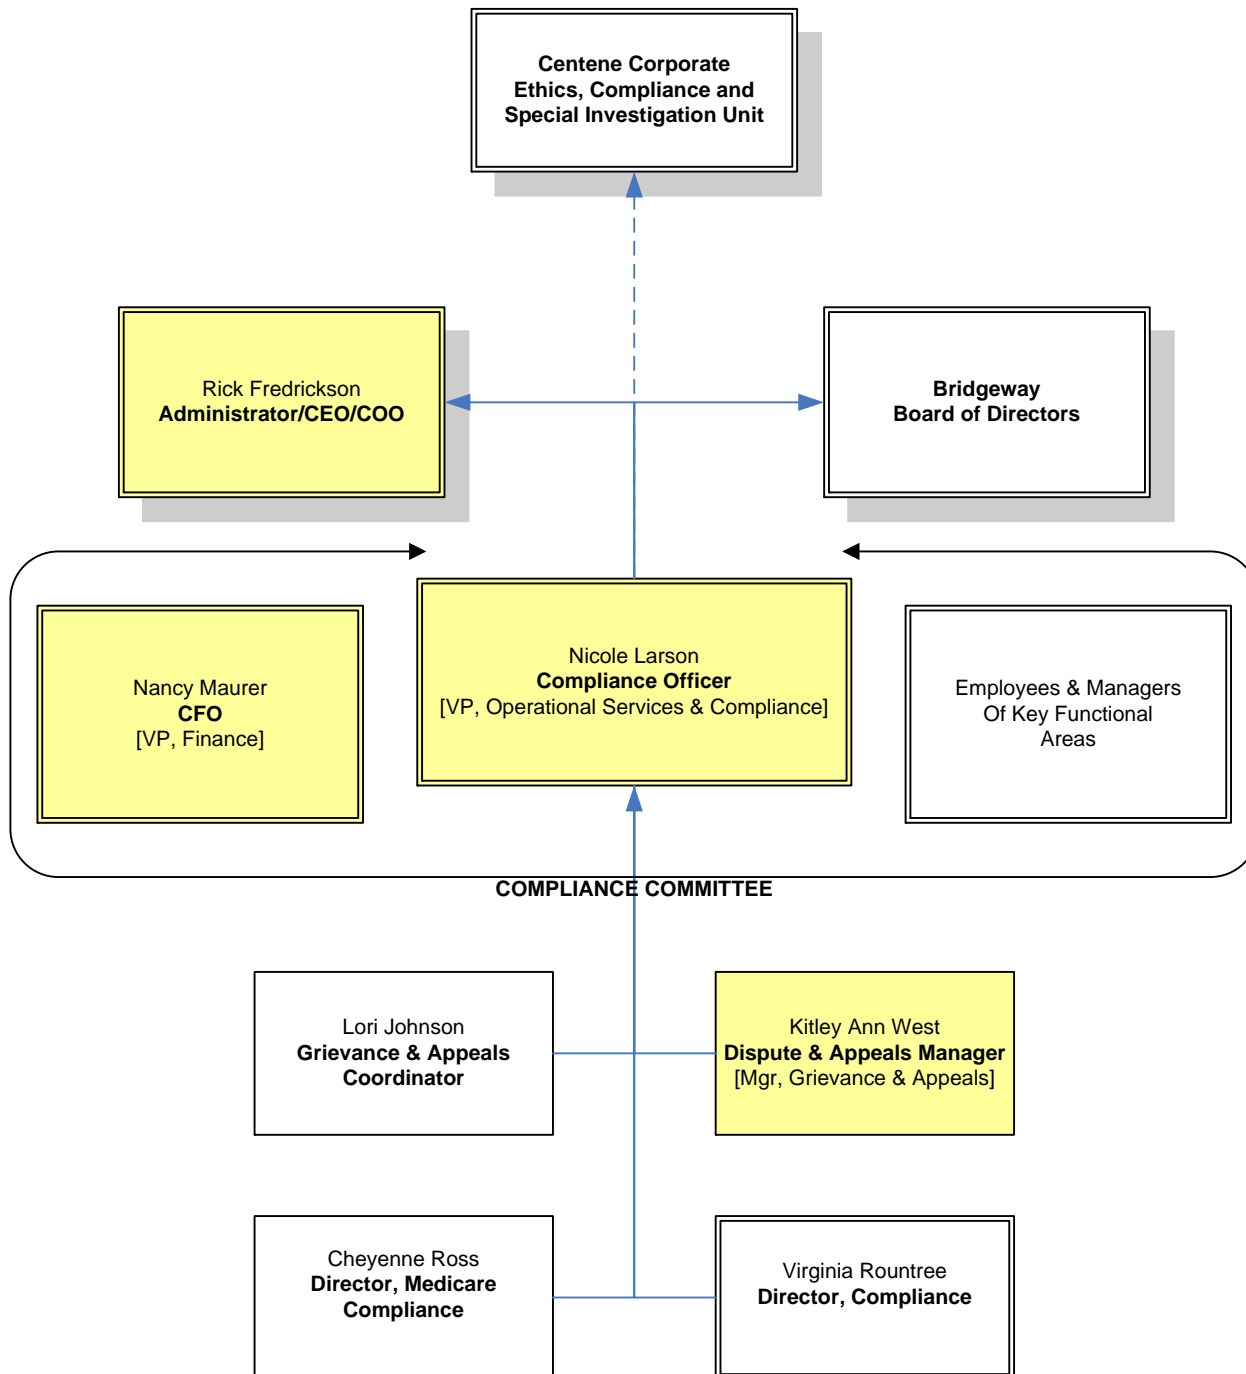 Centene Corporate
Ethics, Compliance and
Special Investigation Unit
Rick Fredrickson
Administrator/CEO/COO
Bridgeway
Board of Directors
Nancy Maurer
CFO
[VP, Finance]
Nicole Larson
Compliance Officer
[VP, Operational Services & Compliance]
Employees & Managers
Of Key Functional
Areas
COMPLIANCE COMMITTEE
Lori Johnson
Grievance & Appeals
Coordinator
Kitley Ann West
Dispute & Appeals Manager
[Mgr, Grievance & Appeals]
Cheyenne Ross
Director, Medicare
Compliance
Virginia Rountree
Director, Compliance